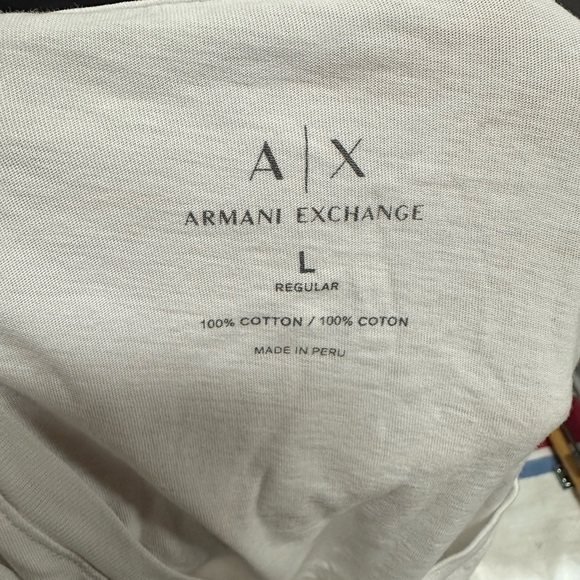 A|X
ARMANI EXCHANGE
L
REGULAR
100% COTTON / 100% COTON
MADE IN PERU